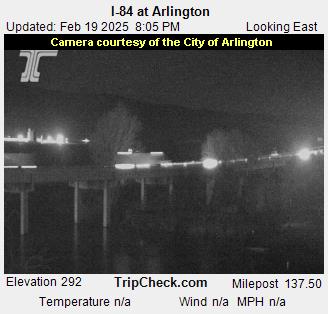 I-84 at Arlington
Updated: Feb 19 2025 8:05 PM Looking East
Camera courtesy of the City of Arlington
Elevation 292 TripCheck.com Milepost 137.50
Temperature n/a Wind n/a MPH n/a